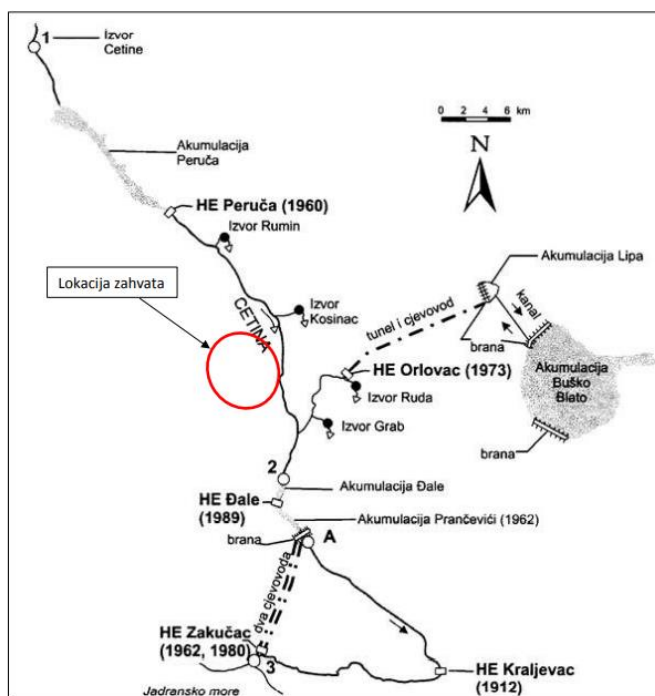 1
Izvor
Cetine
Akumulacija
Peruča
0 2 4 6 km
N
HE Peruča (1960)
Izvor Rumin
Lokacija zahvata
Akumulacija Lipa
CETINA
Izvor
Kosinac
tunel i cjevovod
kanal
brana
HE Orlovac (1973)
Akumulacija
Buško
Blato
Izvor Ruda
Izvor Grab
brana
2
Akumulacija Đale
HE Đale
(1989)
Akumulacija Prančevići (1962)
brana
A
dva cjevovoda
HE Zakučac
(1962, 1980)
3
HE Kraljevac
(1912)
Jadransko more